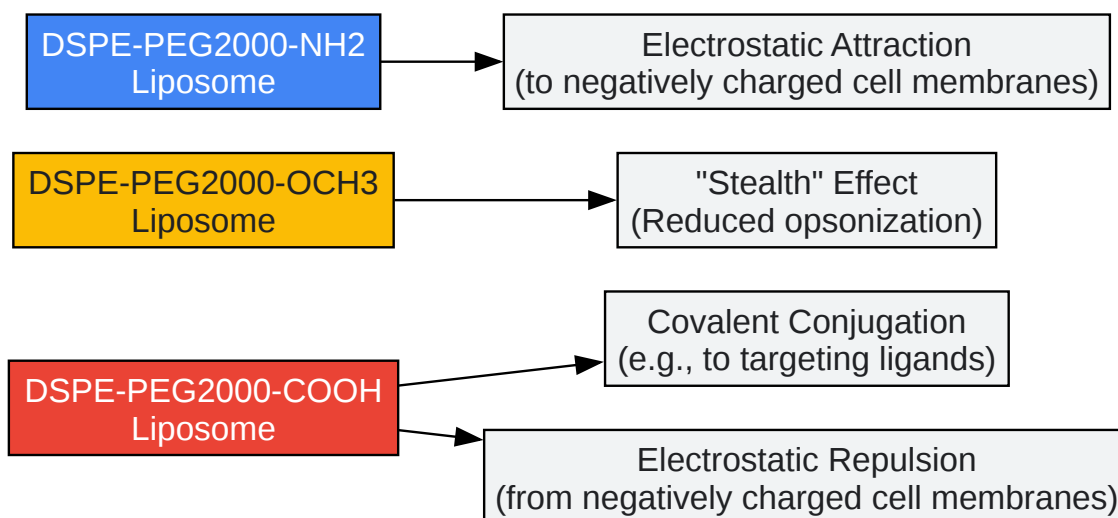 DSPE-PEG2000-NH2
Liposome
Electrostatic Attraction
(to negatively charged cell membranes)
DSPE-PEG2000-OCH3
Liposome
"Stealth" Effect
(Reduced opsonization)
DSPE-PEG2000-COOH
Liposome
Covalent Conjugation
(e.g., to targeting ligands)
Electrostatic Repulsion
(from negatively charged cell membranes)